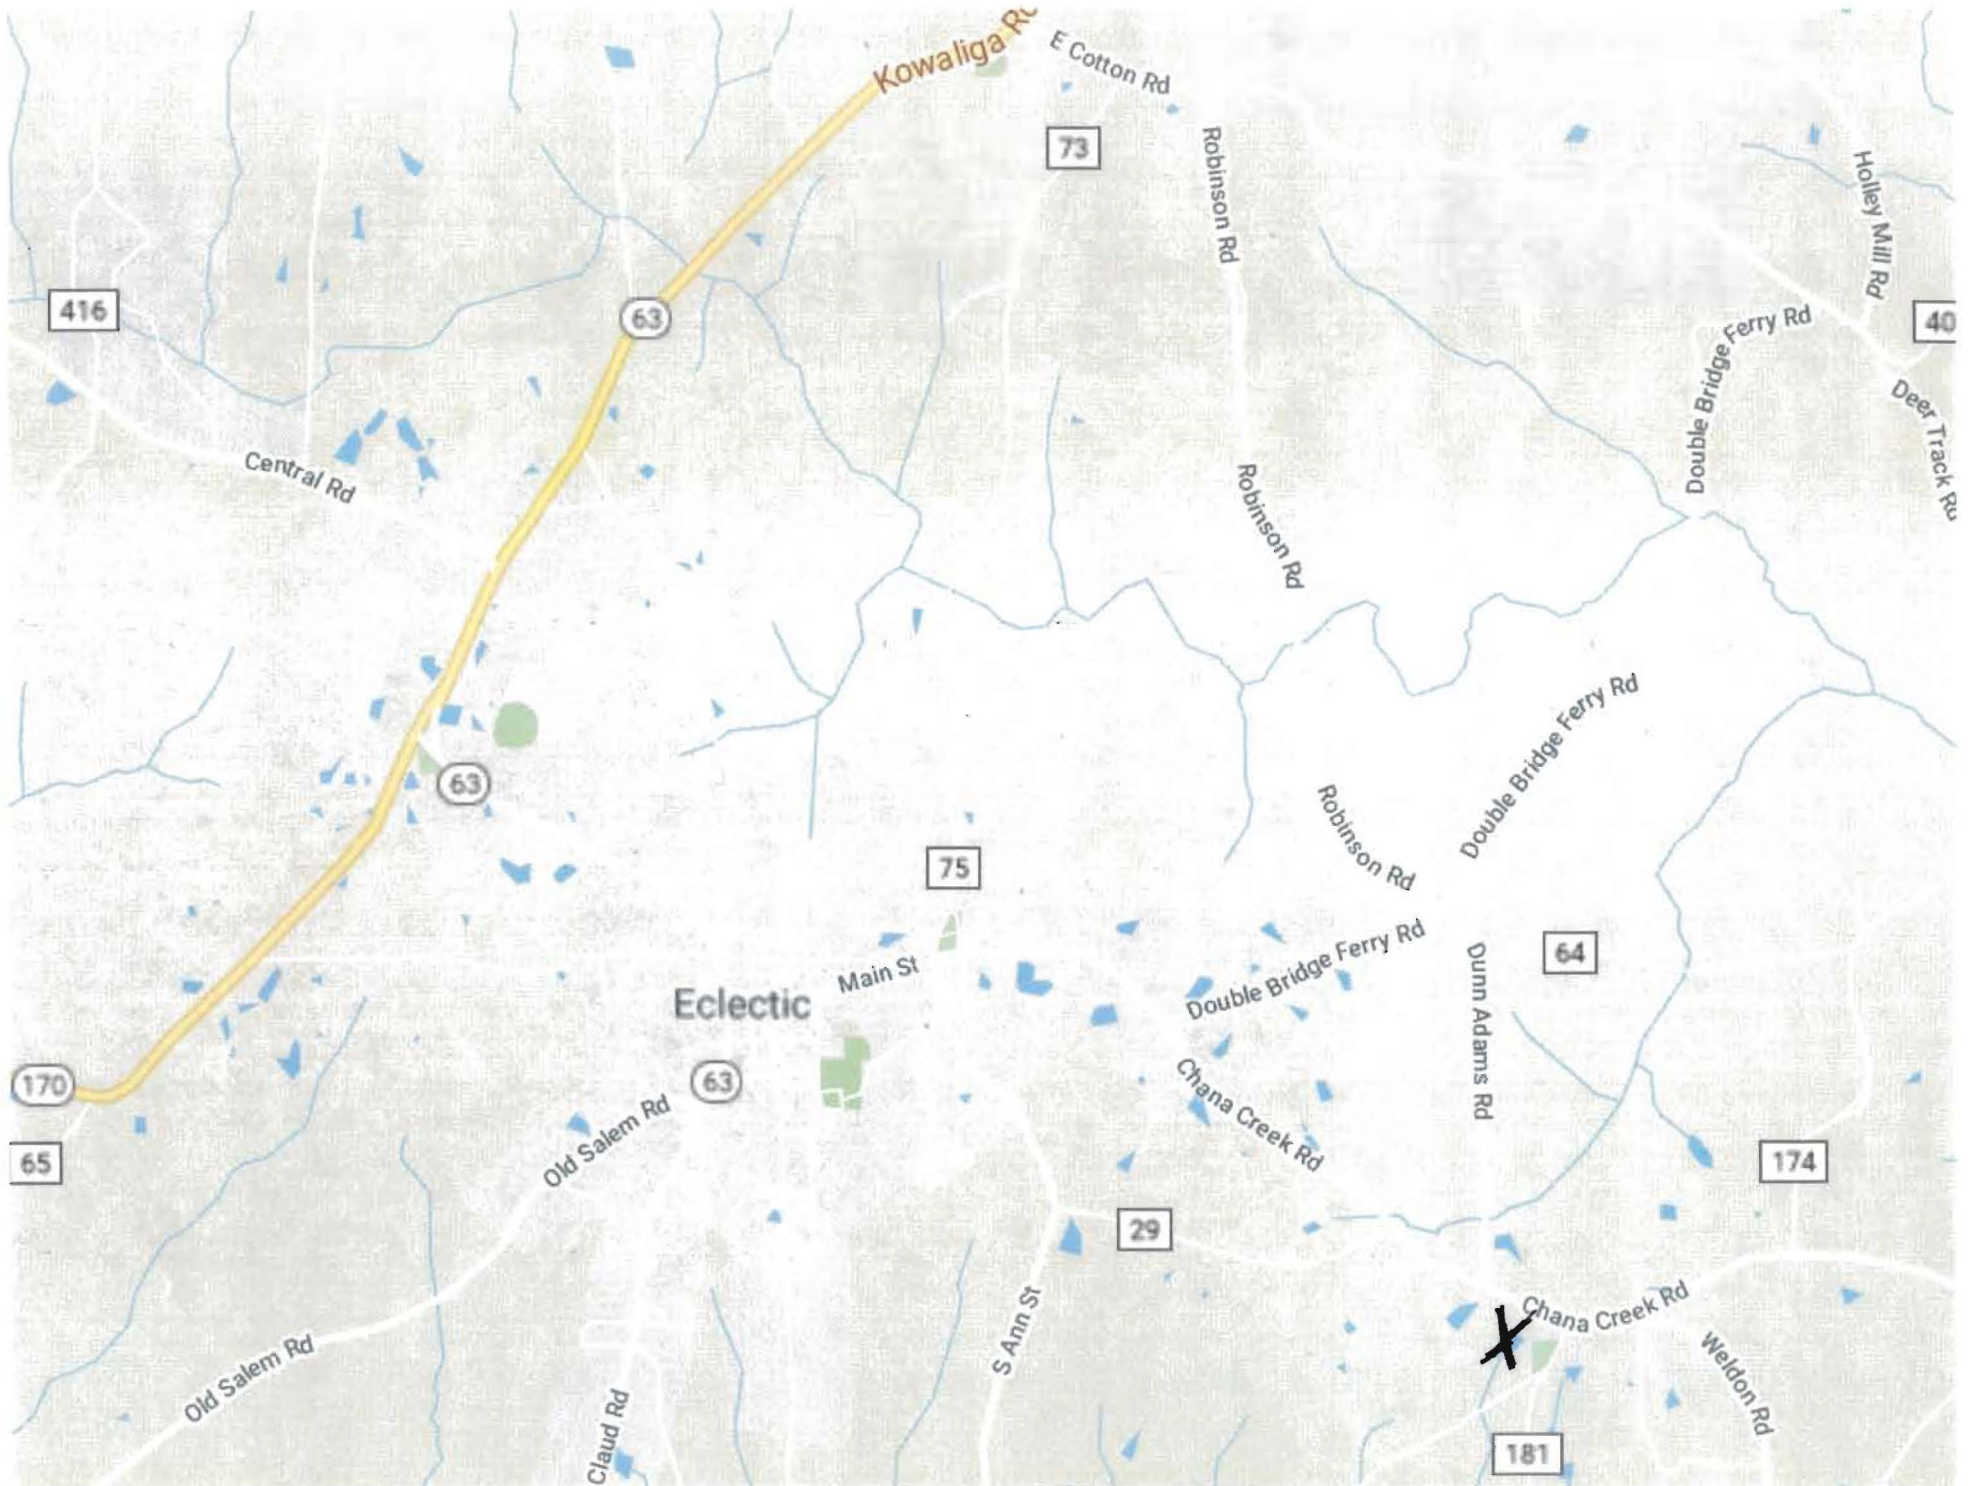 Kowaliga
E Cotton Rd
73
Robinson Rd
Holley Mill Rd
416
63
Double Bridge Ferry Rd
40
Deer Track
Central Rd
Robinson Rd
Double Bridge Ferry Rd
63
Robinson Rd
75
Double Bridge Ferry Rd
64
Main St
Eclectic
Dunn Adams Rd
170
63
Chana Creek Rd
Old Salem Rd
65
174
29
Chana Creek Rd
S Ann St
Weldon Rd
Old Salem Rd
Claud Rd
181
X